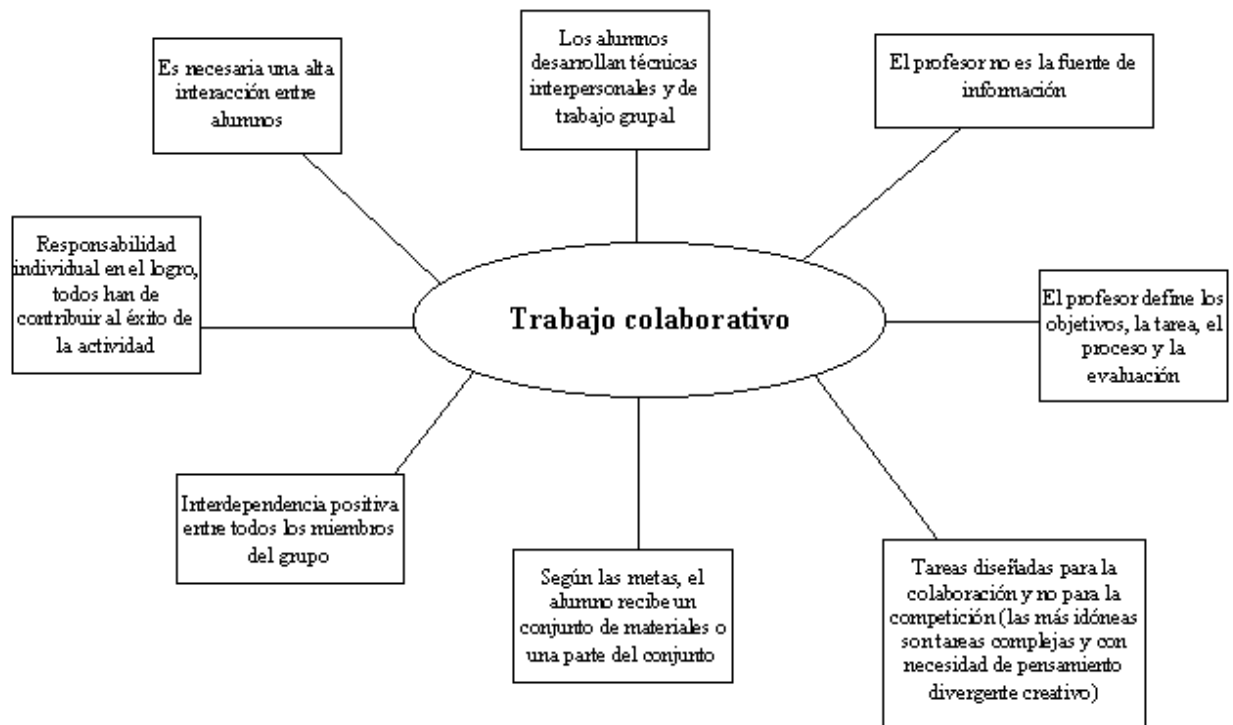 Es necesaria una alta
interacción entre
alumnos
Los alumnos
desarrollan técnicas
interpersonales y de
trabajo grupal
El profesor no es la fuente de
información
Responsabilidad
individual en el logro,
todos han de
contribuir al éxito de
la actividad
Trabajo colaborativo
El profesor define los
objetivos, la tarea, el
proceso y la
evaluación
Interdependencia positiva
entre todos los miembros
del grupo
Según las metas, el
alumno recibe un
conjunto de materiales o
una parte del conjunto
Tareas diseñadas para la
colaboración y no para la
competición (las más idóneas
son tareas complejas y con
necesidad de pensamiento
divergente creativo)